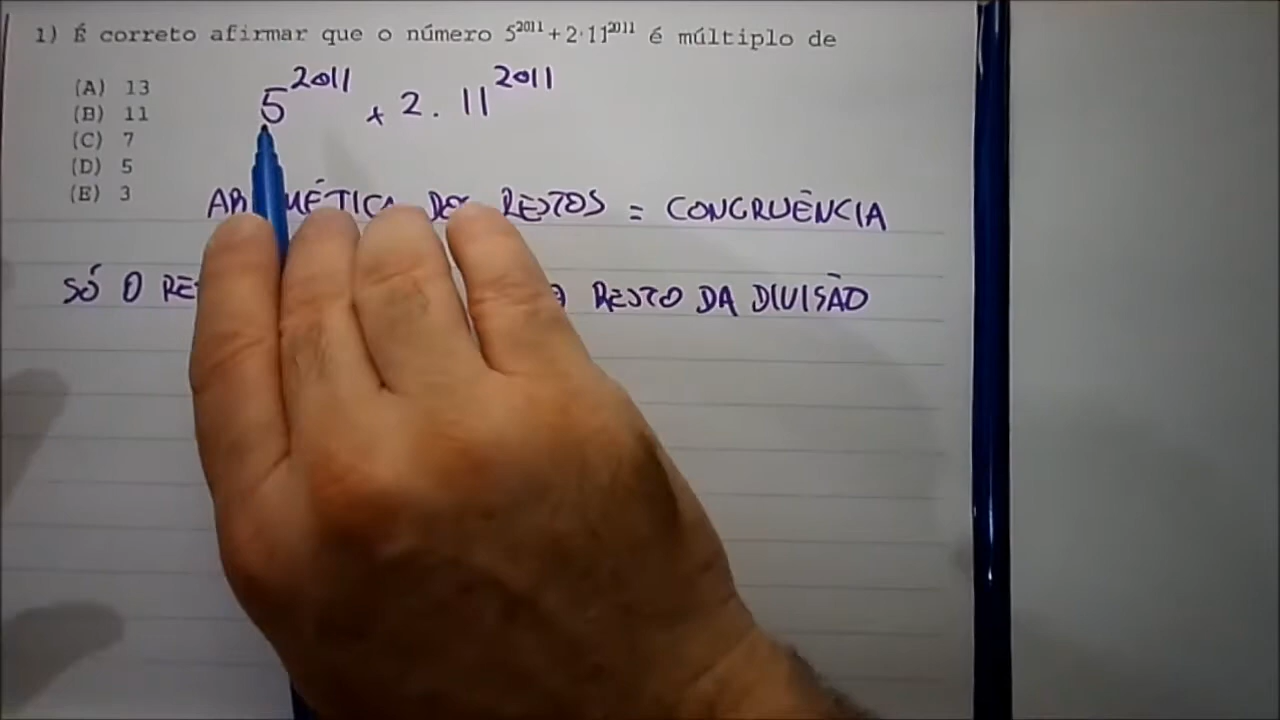 1) É correto afirmar que o número 5²⁰¹¹+2·11²⁰¹¹ é múltiplo de
(A) 13
(B) 11
(C) 7
(D) 5
(E) 3
5²⁰¹¹ + 2 . 11²⁰¹¹
RESTOS = CONGRUÊNCIA
SÓ O RESTO DA DIVISÃO